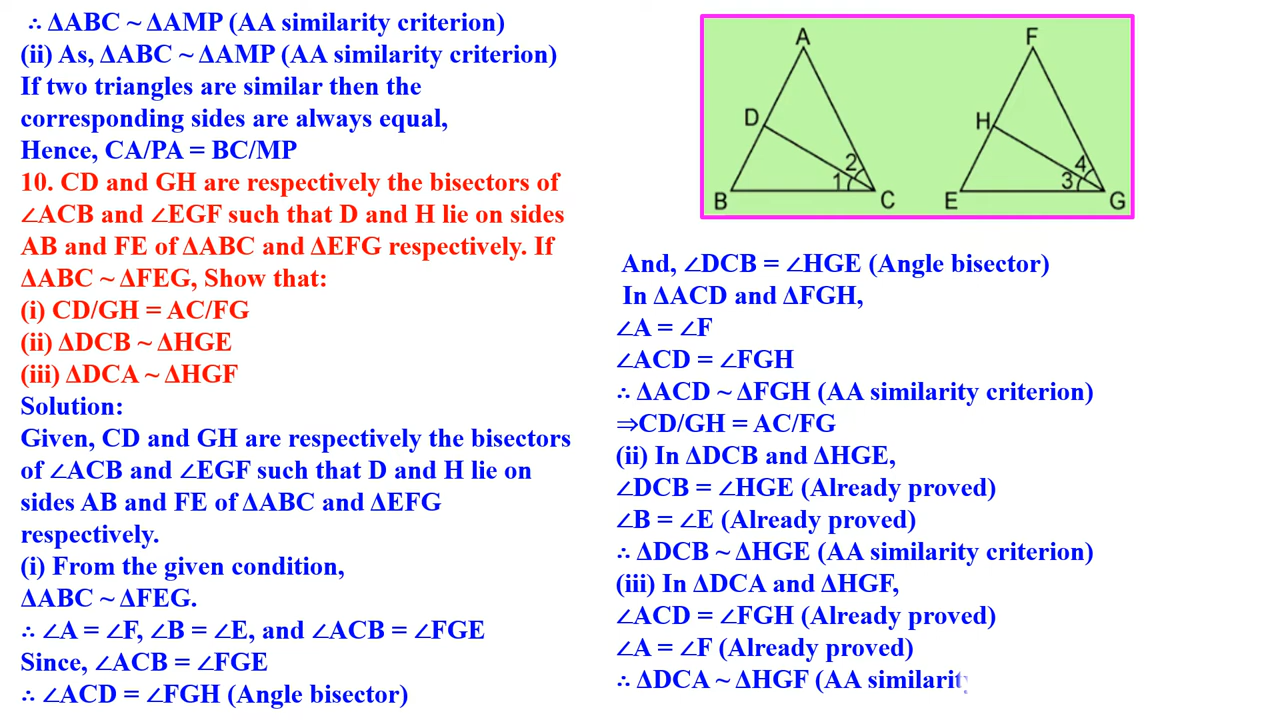 ∴ ΔABC ~ ΔAMP (AA similarity criterion)
(ii) As, ΔABC ~ ΔAMP (AA similarity criterion)
If two triangles are similar then the
corresponding sides are always equal,
Hence, CA/PA = BC/MP
10. CD and GH are respectively the bisectors of
∠ACB and ∠EGF such that D and H lie on sides
AB and FE of ΔABC and ΔEFG respectively. If
ΔABC ~ ΔFEG, Show that:
(i) CD/GH = AC/FG
(ii) ΔDCB ~ ΔHGE
(iii) ΔDCA ~ ΔHGF
Solution:
Given, CD and GH are respectively the bisectors
of ∠ACB and ∠EGF such that D and H lie on
sides AB and FE of ΔABC and ΔEFG
respectively.
(i) From the given condition,
ΔABC ~ ΔFEG.
∴ ∠A = ∠F, ∠B = ∠E, and ∠ACB = ∠FGE
Since, ∠ACB = ∠FGE
∴ ∠ACD = ∠FGH (Angle bisector)
A F
D H
2 4
1 3
B C E G
And, ∠DCB = ∠HGE (Angle bisector)
In ΔACD and ΔFGH,
∠A = ∠F
∠ACD = ∠FGH
∴ ΔACD ~ ΔFGH (AA similarity criterion)
⇒CD/GH = AC/FG
(ii) In ΔDCB and ΔHGE,
∠DCB = ∠HGE (Already proved)
∠B = ∠E (Already proved)
∴ ΔDCB ~ ΔHGE (AA similarity criterion)
(iii) In ΔDCA and ΔHGF,
∠ACD = ∠FGH (Already proved)
∠A = ∠F (Already proved)
∴ ΔDCA ~ ΔHGF (AA similarity